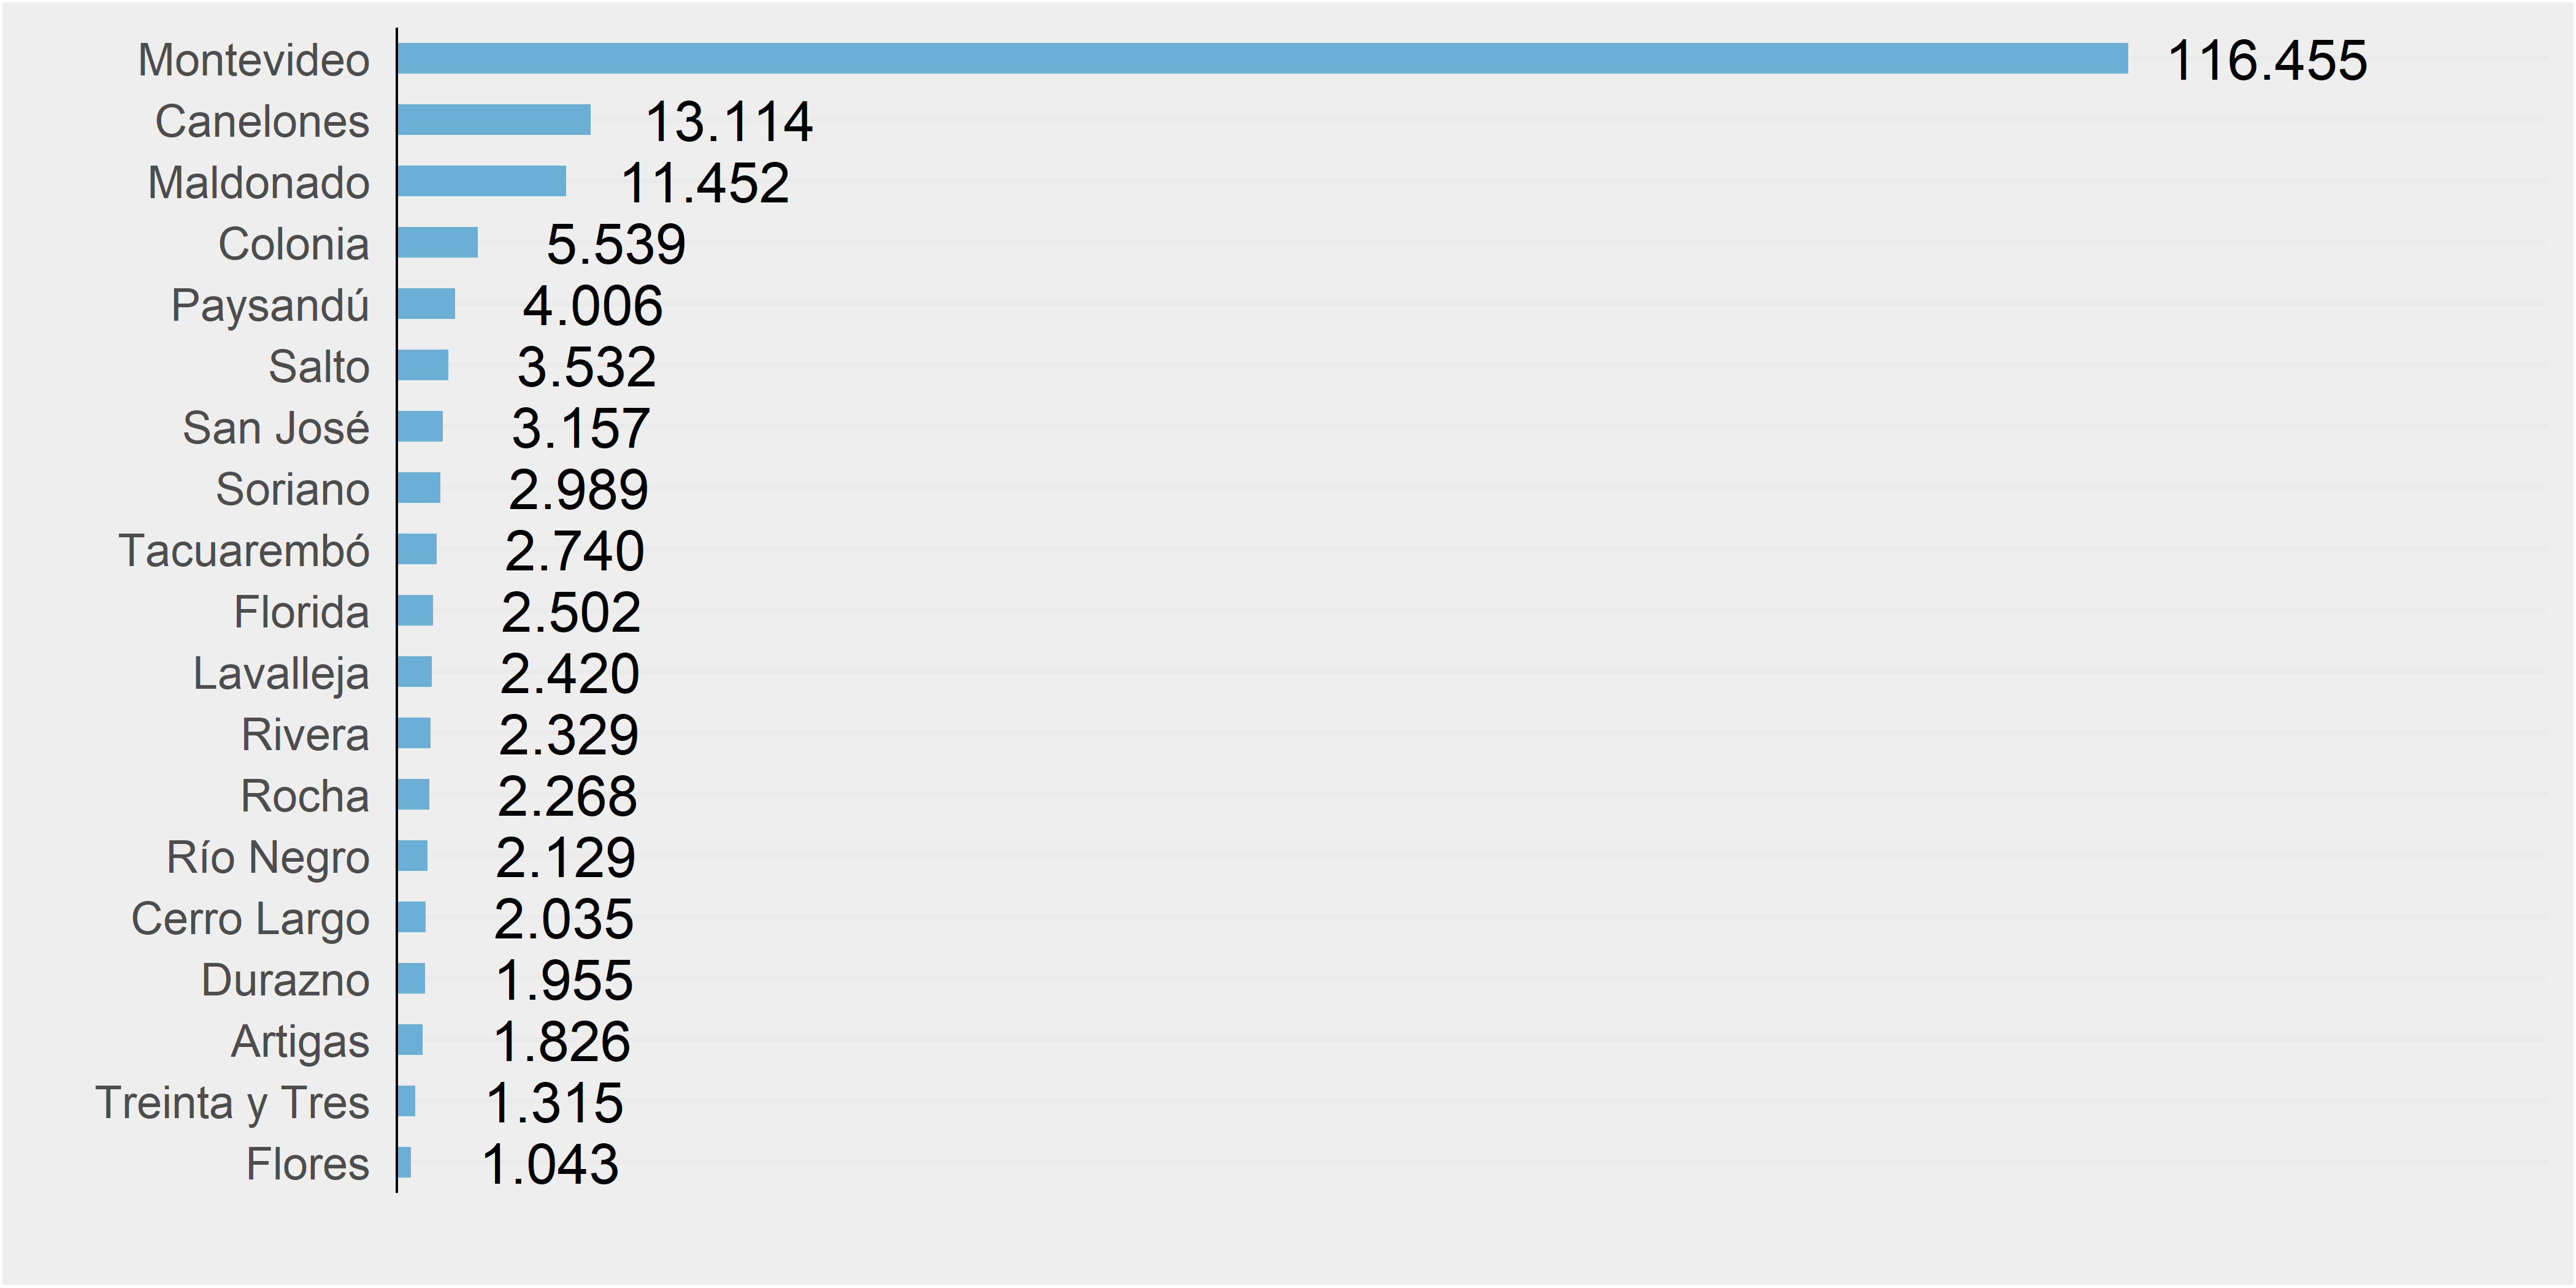 Montevideo 116.455
Canelones 13.114
Maldonado 11.452
Colonia 5.539
Paysandú 4.006
Salto 3.532
San José 3.157
Soriano 2.989
Tacuarembó 2.740
Florida 2.502
Lavalleja 2.420
Rivera 2.329
Rocha 2.268
Río Negro 2.129
Cerro Largo 2.035
Durazno 1.955
Artigas 1.826
Treinta y Tres 1.315
Flores 1.043